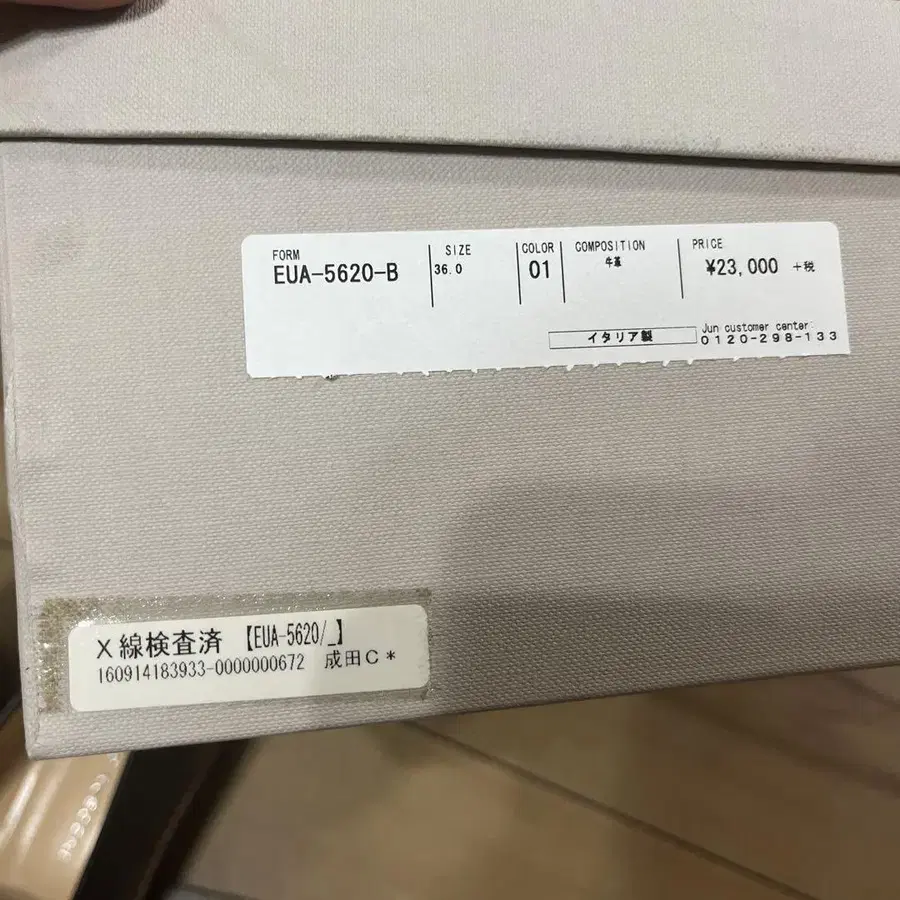 FORM SIZE COLOR COMPOSITION PRICE
EUA-5620-B 36.0 01 牛革 ¥23,000 +税
イタリア製
Jun customer center:
0120-298-133
X線検査済 【EUA-5620/_】
160914183933-0000000672 成田C*